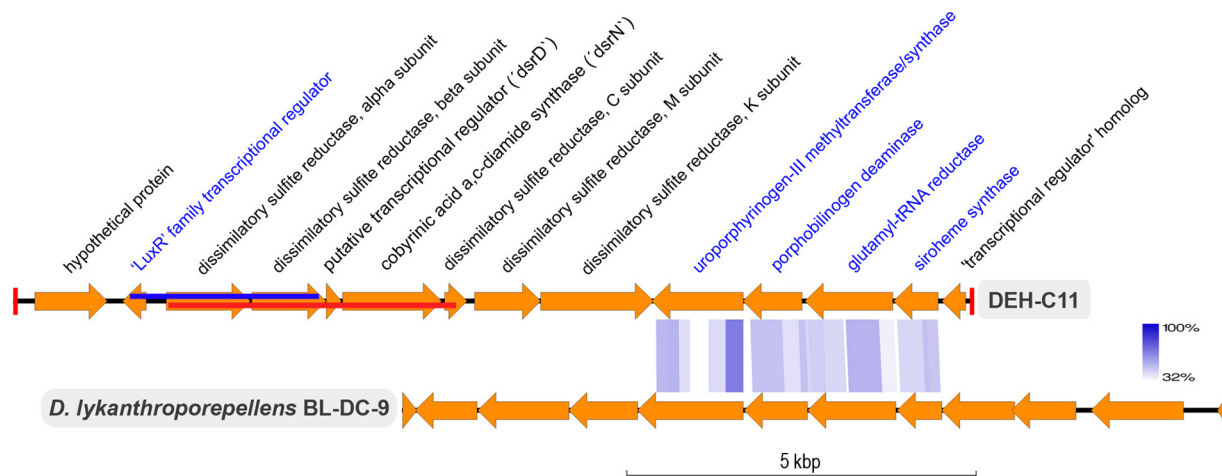 hypothetical protein
'LuxR' family transcriptional regulator
dissimilatory sulfite reductase, alpha subunit
dissimilatory sulfite reductase, beta subunit
putative transcriptional regulator (´dsrD`)
cobyrinic acid a,c-diamide synthase (´dsrN`)
dissimilatory sulfite reductase, C subunit
dissimilatory sulfite reductase, M subunit
dissimilatory sulfite reductase, K subunit
uroporphyrinogen-III methyltransferase/synthase
porphobilinogen deaminase
glutamyl-tRNA reductase
siroheme synthase
'transcriptional regulator' homolog
DEH-C11
100%
32%
D. lykanthroporepellens BL-DC-9
5 kbp